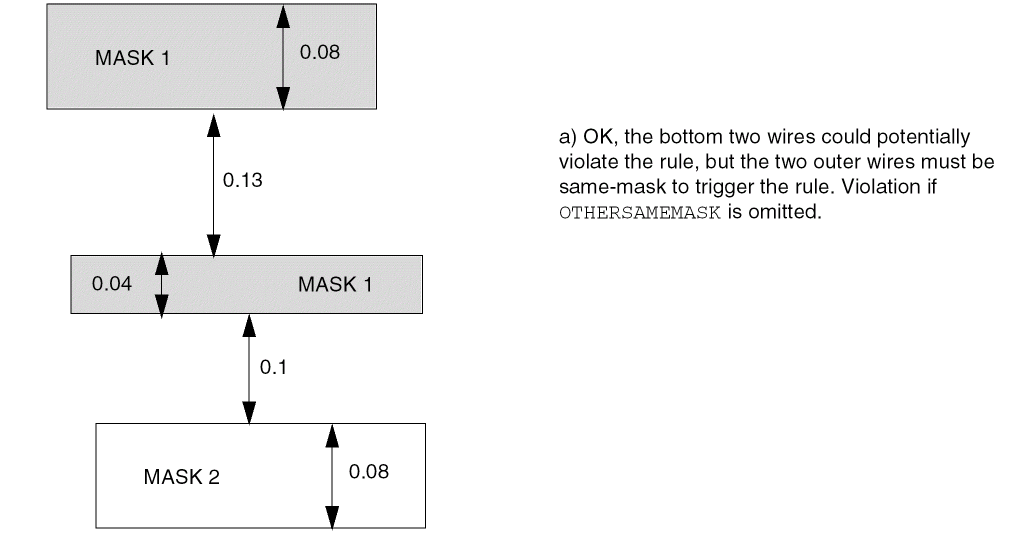 MASK 1
0.08
0.13
a) OK, the bottom two wires could potentially
violate the rule, but the two outer wires must be
same-mask to trigger the rule. Violation if
OTHERSAMEMASK is omitted.
0.04
MASK 1
0.1
MASK 2
0.08